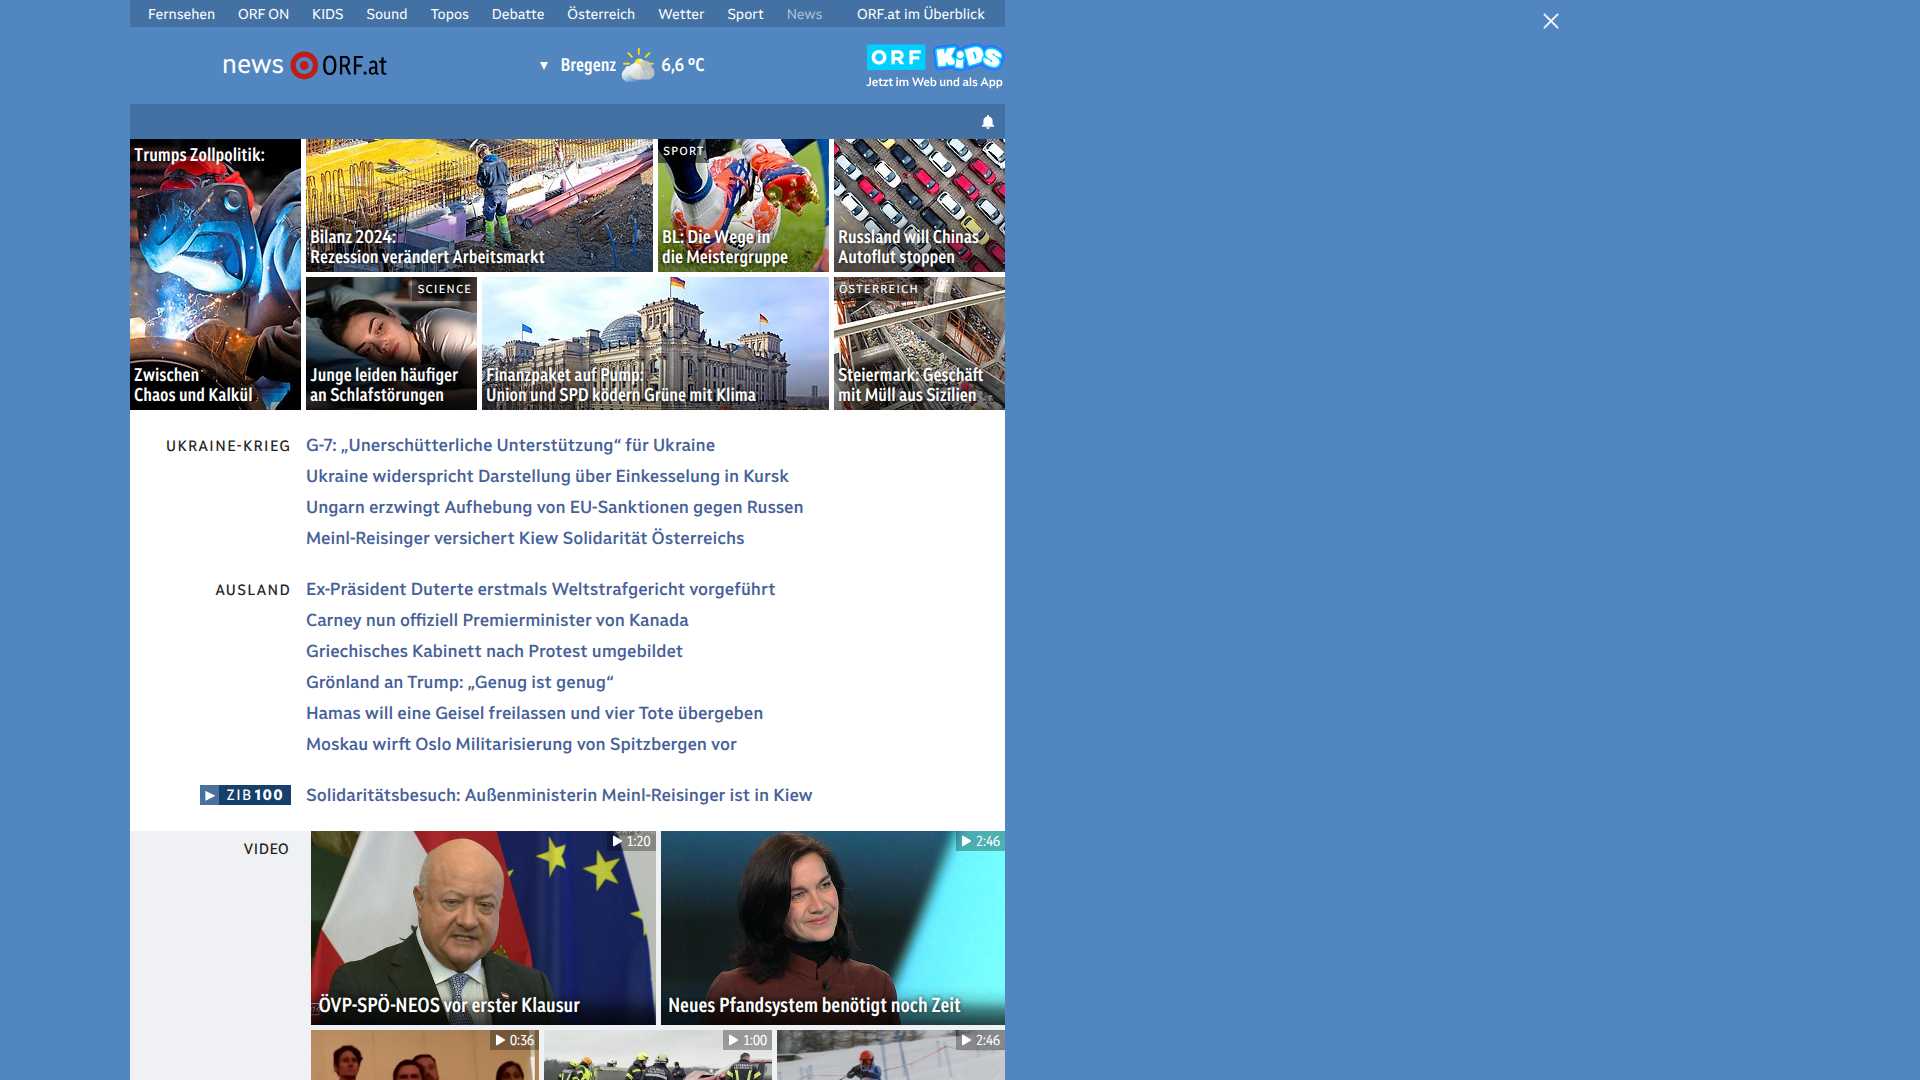 Fernsehen ORF ON KIDS Sound Topos Debatte Österreich Wetter Sport News ORF.at im Überblick
news ORF.at
▼ Bregenz 6,6 °C
ORF KiDS
Jetzt im Web und als App
Trumps Zollpolitik:
Zwischen
Chaos und Kalkül
Bilanz 2024:
Rezession verändert Arbeitsmarkt
SPORT
BL: Die Wege in
die Meistergruppe
Russland will Chinas
Autoflut stoppen
SCIENCE
Junge leiden häufiger
an Schlafstörungen
Finanzpaket auf Pump:
Union und SPD ködern Grüne mit Klima
ÖSTERREICH
Steiermark: Geschäft
mit Müll aus Sizilien
UKRAINE-KRIEG
G-7: „Unerschütterliche Unterstützung“ für Ukraine
Ukraine widerspricht Darstellung über Einkesselung in Kursk
Ungarn erzwingt Aufhebung von EU-Sanktionen gegen Russen
Meinl-Reisinger versichert Kiew Solidarität Österreichs
AUSLAND
Ex-Präsident Duterte erstmals Weltstrafgericht vorgeführt
Carney nun offiziell Premierminister von Kanada
Griechisches Kabinett nach Protest umgebildet
Grönland an Trump: „Genug ist genug“
Hamas will eine Geisel freilassen und vier Tote übergeben
Moskau wirft Oslo Militarisierung von Spitzbergen vor
ZIB100
Solidaritätsbesuch: Außenministerin Meinl-Reisinger ist in Kiew
VIDEO
1:20
ÖVP-SPÖ-NEOS vor erster Klausur
2:46
Neues Pfandsystem benötigt noch Zeit
0:36
1:00
2:46